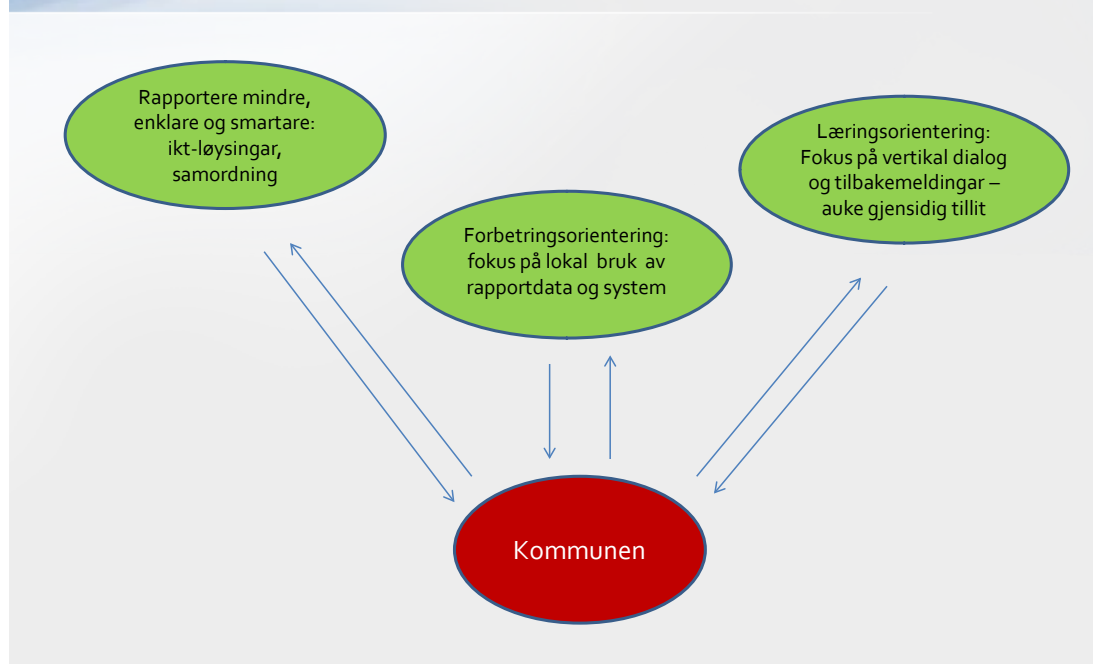 Rapportere mindre,
enklare og smartare:
ikt-løysingar,
samordning
Forbetringsorientering:
fokus på lokal bruk av
rapportdata og system
Læringsorientering:
Fokus på vertikal dialog
og tilbakemeldingar –
auke gjensidig tillit
Kommunen